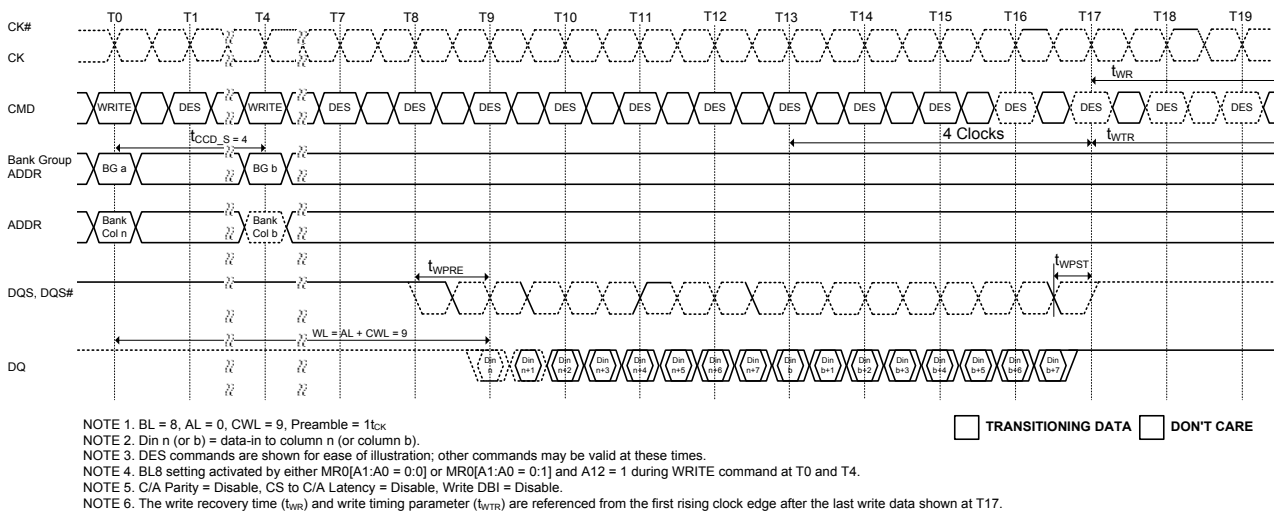 T0 T1 T4 T7 T8 T9 T10 T11 T12 T13 T14 T15 T16 T17 T18 T19
CK#
CK
tWR
CMD WRITE DES WRITE DES DES DES DES DES DES DES DES DES DES DES DES DES
tCCD_S = 4
4 Clocks
tWTR
Bank Group
ADDR
BG a BG b
ADDR
Bank
Col n
Bank
Col b
tWPRE
tWPST
DQS, DQS#
WL = AL + CWL = 9
DQ
Din
n
Din
n+1
Din
n+2
Din
n+3
Din
n+4
Din
n+5
Din
n+6
Din
n+7
Din
b
Din
b+1
Din
b+2
Din
b+3
Din
b+4
Din
b+5
Din
b+6
Din
b+7
NOTE 1. BL = 8, AL = 0, CWL = 9, Preamble = 1tCK
NOTE 2. Din n (or b) = data-in to column n (or column b).
NOTE 3. DES commands are shown for ease of illustration; other commands may be valid at these times.
NOTE 4. BL8 setting activated by either MR0[A1:A0 = 0:0] or MR0[A1:A0 = 0:1] and A12 = 1 during WRITE command at T0 and T4.
NOTE 5. C/A Parity = Disable, CS to C/A Latency = Disable, Write DBI = Disable.
NOTE 6. The write recovery time (tWR) and write timing parameter (tWTR) are referenced from the first rising clock edge after the last write data shown at T17.
TRANSITIONING DATA DON'T CARE